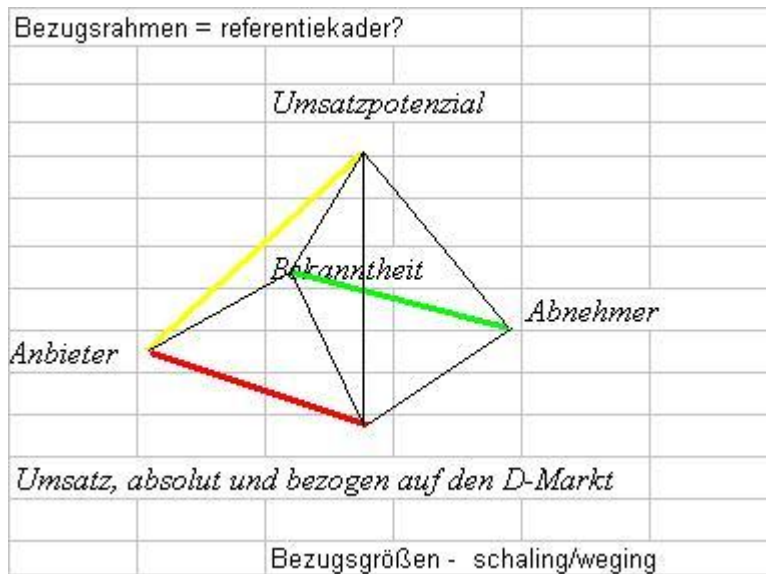 Bezugsrahmen = referentiekader?
Umsatzpotenzial
Bekanntheit
Abnehmer
Anbieter
Umsatz, absolut und bezogen auf den D-Markt
Bezugsgrößen - schaling/weging